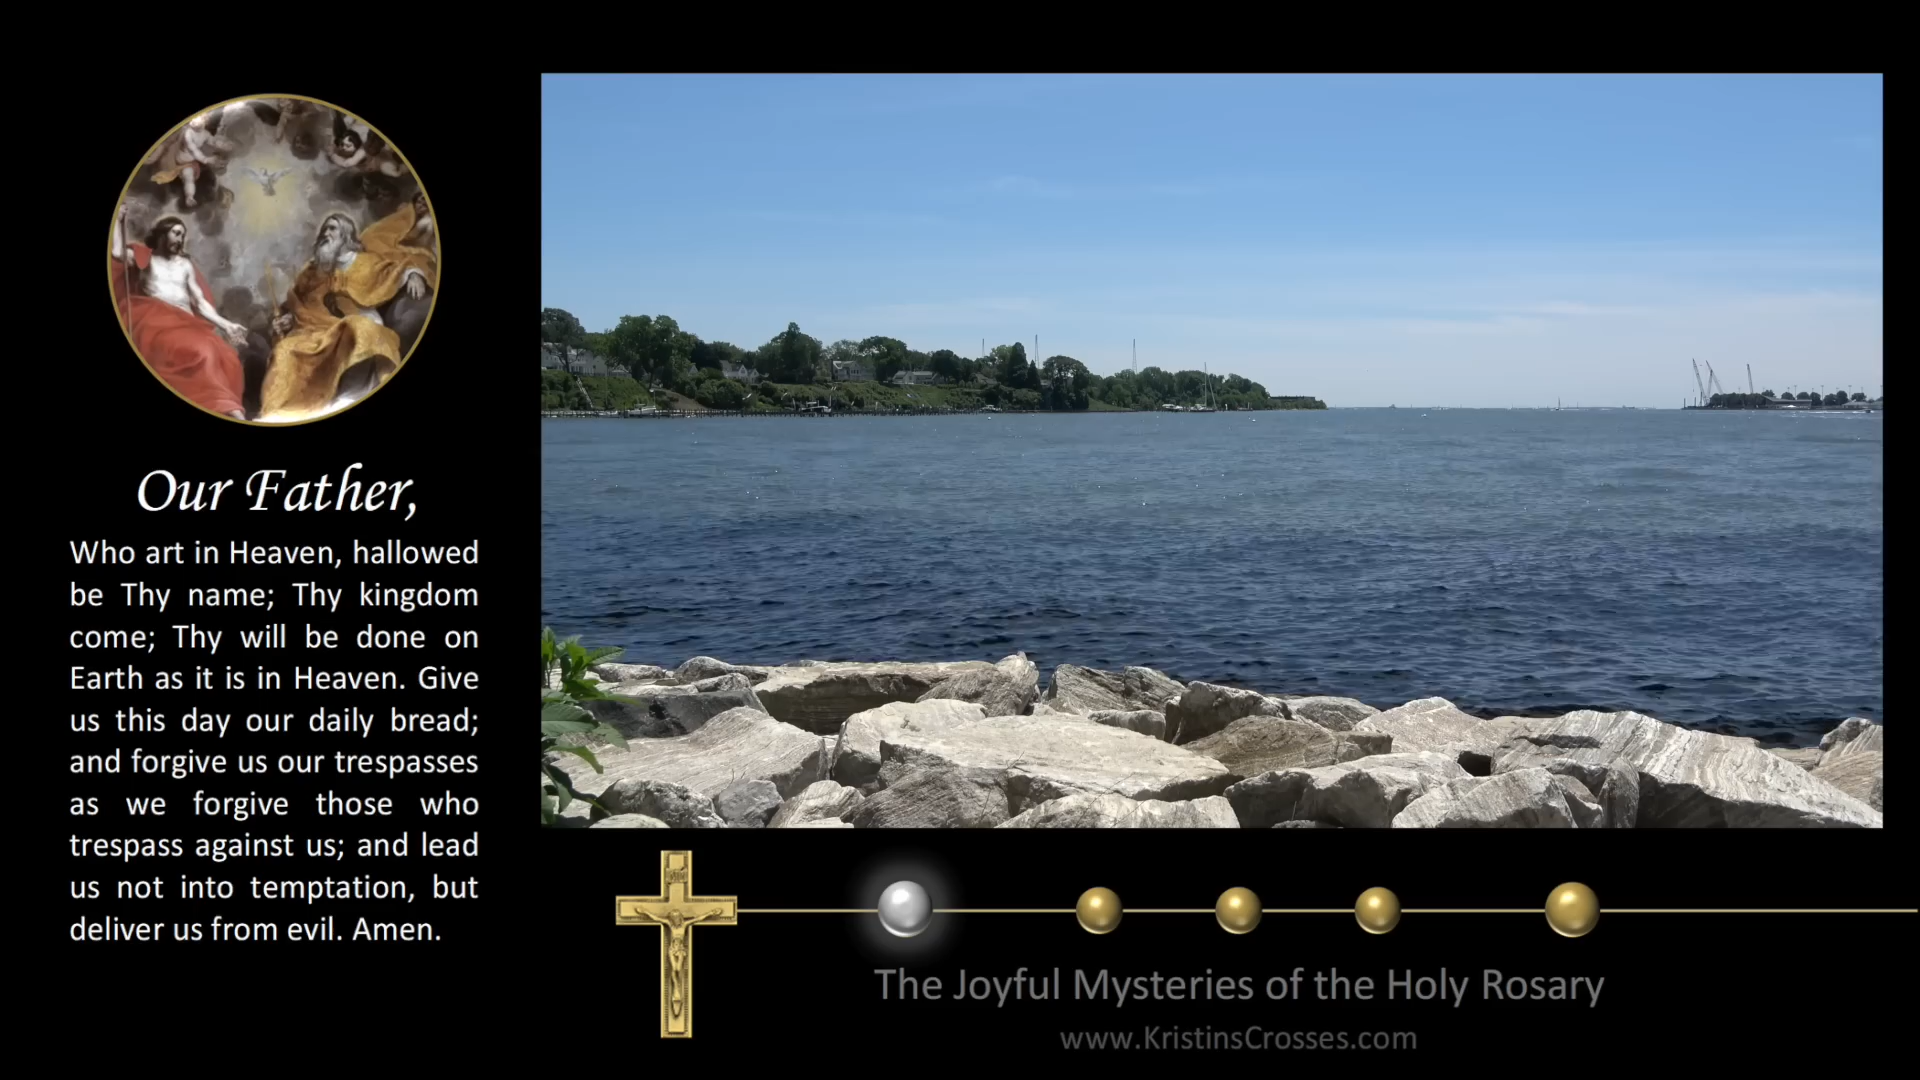 Our Father,
Who art in Heaven, hallowed
be Thy name; Thy kingdom
come; Thy will be done on
Earth as it is in Heaven. Give
us this day our daily bread;
and forgive us our trespasses
as we forgive those who
trespass against us; and lead
us not into temptation, but
deliver us from evil. Amen.
The Joyful Mysteries of the Holy Rosary
www.KristinsCrosses.com